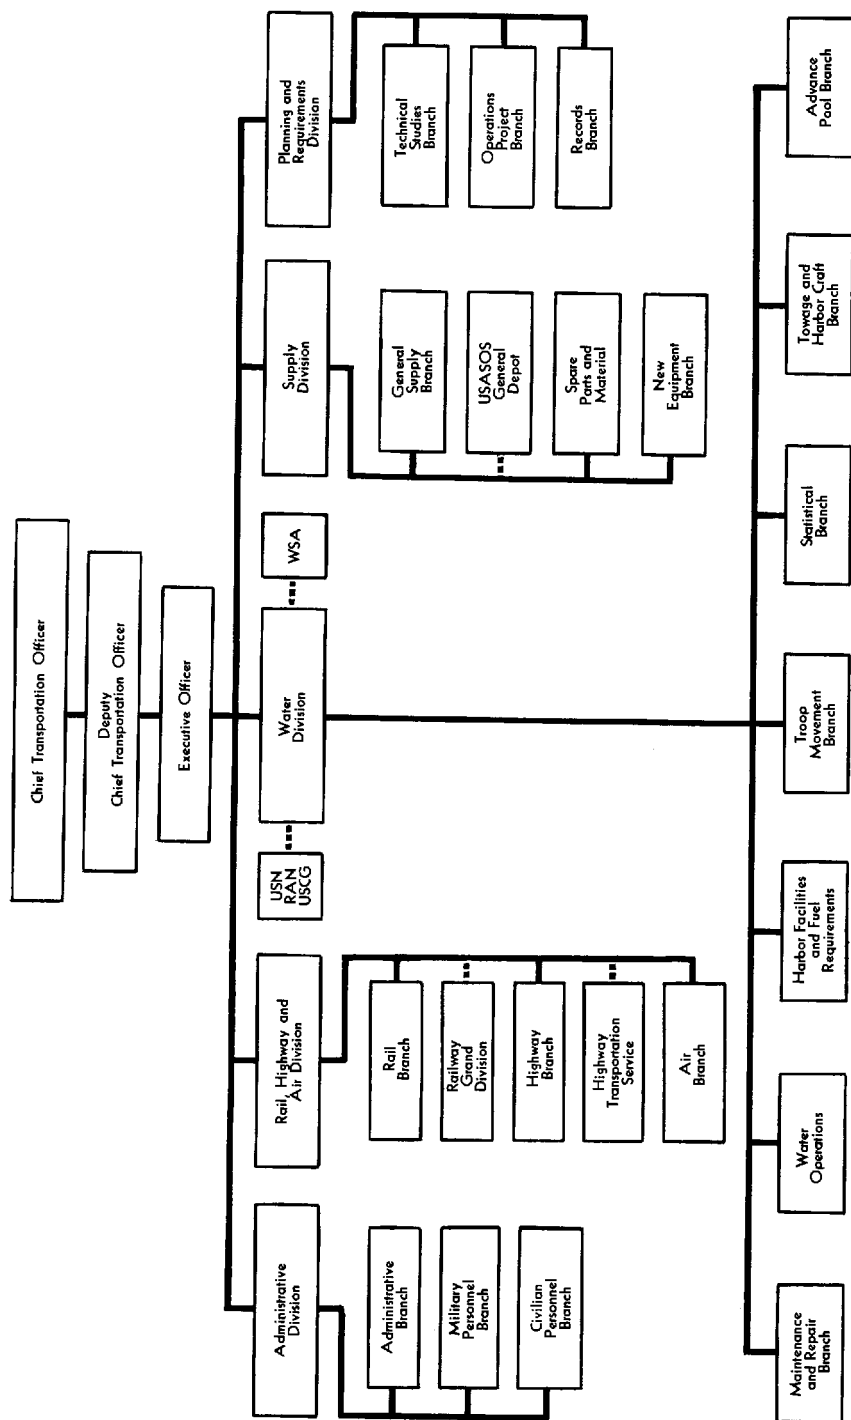 Chief Transportation Officer
Deputy
Chief Transportation Officer
Executive Officer
Administrative
Division
Rail, Highway and
Air Division
USN
RAN
USCG
Water
Division
WSA
Supply
Division
Planning and
Requirements
Division
Administrative
Branch
Military
Personnel
Branch
Civilian
Personnel
Branch
Rail
Branch
Railway
Grand
Division
Highway
Branch
Highway
Transportation
Service
Air
Branch
General
Supply
Branch
USASOS
General
Depot
Spare
Parts and
Material
New
Equipment
Branch
Technical
Studies
Branch
Operations
Project
Branch
Records
Branch
Maintenance
and Repair
Branch
Water
Operations
Harbor Facilities
and Fuel
Requirements
Troop
Movement
Branch
Statistical
Branch
Towage and
Harbor Craft
Branch
Advance
Pool Branch